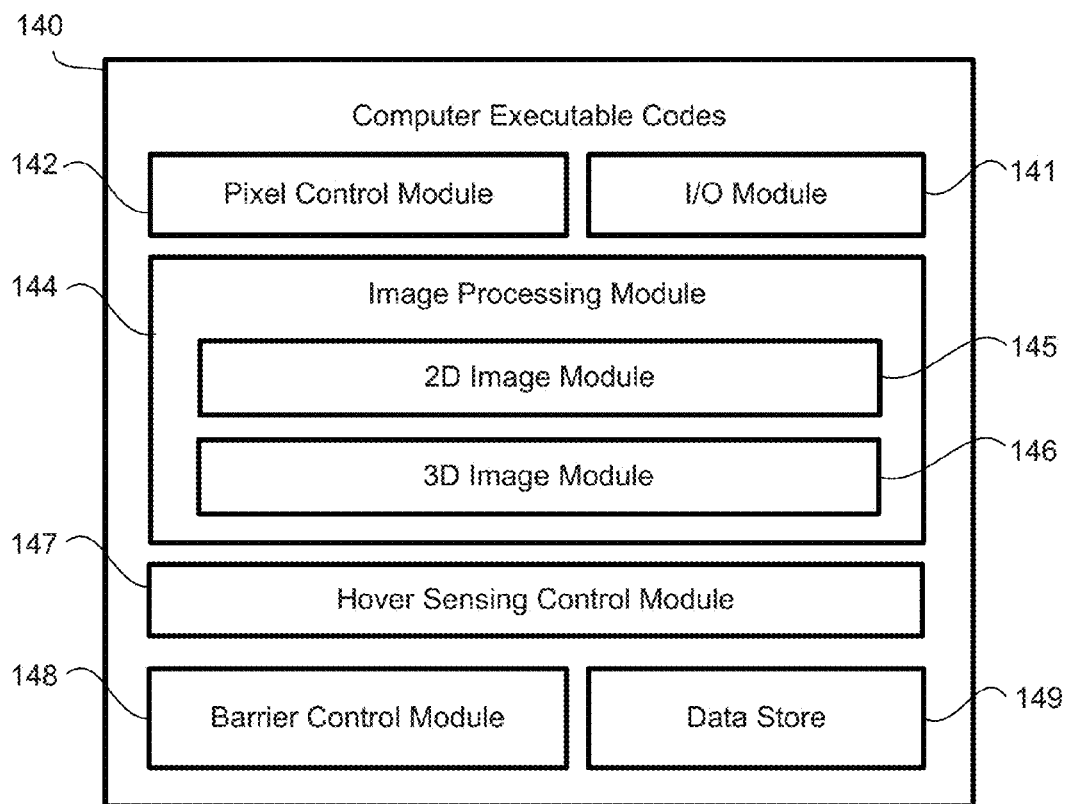 140
Computer Executable Codes
142
Pixel Control Module
I/O Module
141
144
Image Processing Module
2D Image Module
145
3D Image Module
146
147
Hover Sensing Control Module
148
Barrier Control Module
Data Store
149